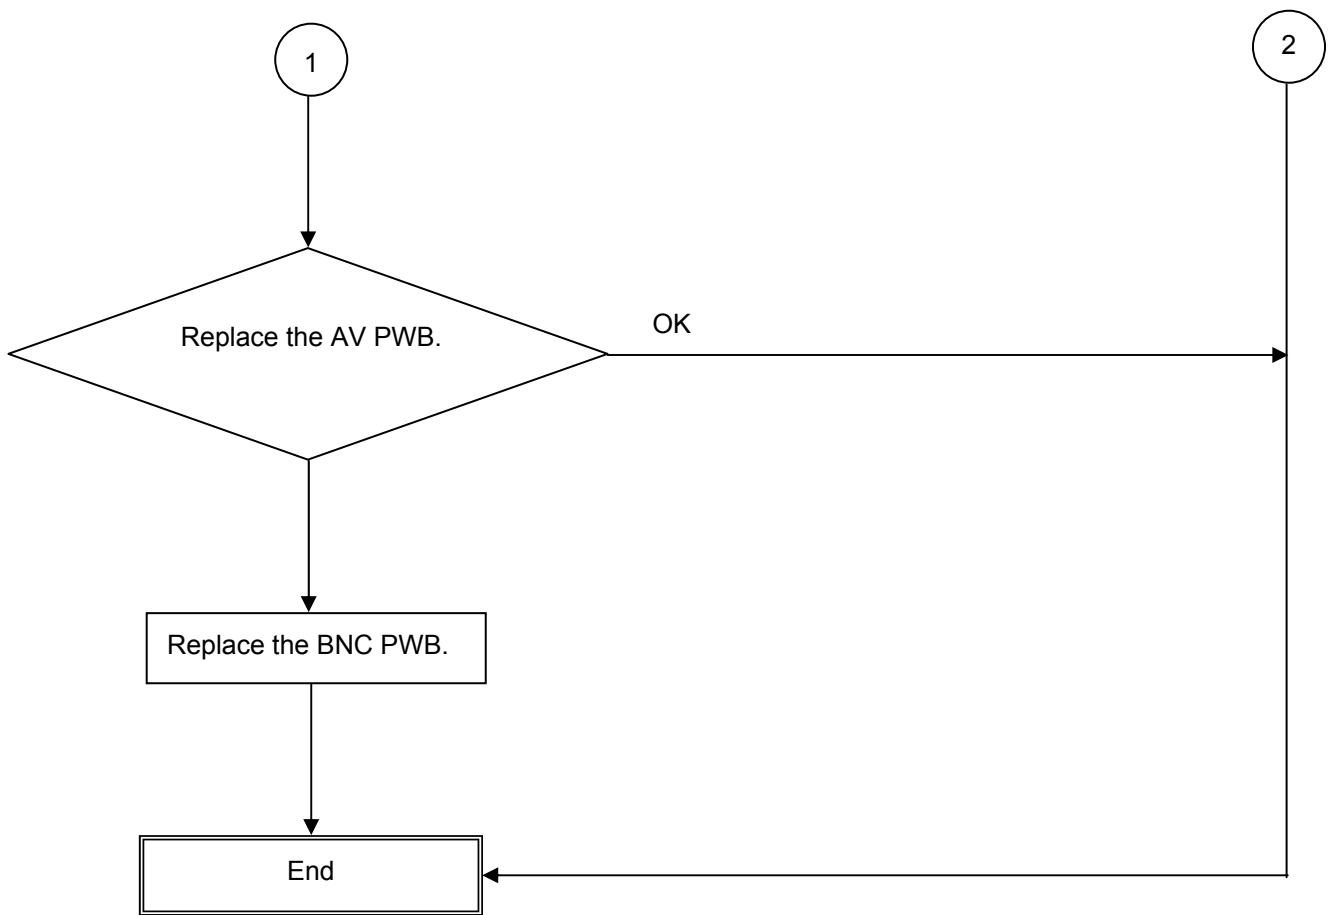 1
2
Replace the AV PWB.
OK
Replace the BNC PWB.
End